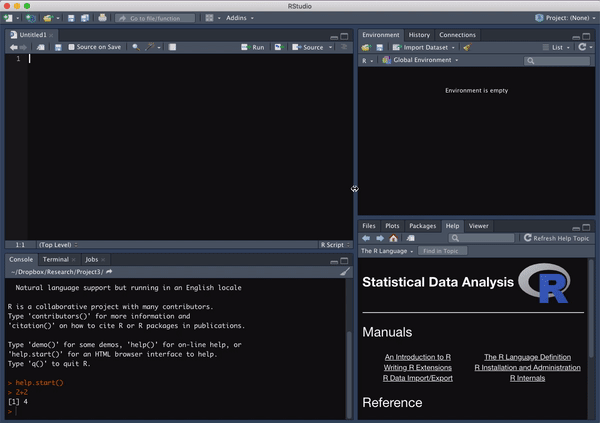 RStudio
Go to file/function
Addins
Project: (None)
Untitled1
Source on Save
Run
Source
1
1:1
(Top Level)
R Script
Console
Terminal
Jobs
~/Dropbox/Research/Project3/
Natural language support but running in an English locale
R is a collaborative project with many contributors.
Type 'contributors()' for more information and
'citation()' on how to cite R or R packages in publications.
Type 'demo()' for some demos, 'help()' for on-line help, or
'help.start()' for an HTML browser interface to help.
Type 'q()' to quit R.
> help.start()
> 2+2
[1] 4
>
Environment
History
Connections
Import Dataset
List
R
Global Environment
Environment is empty
Files
Plots
Packages
Help
Viewer
Refresh Help Topic
The R Language
Find in Topic
Statistical Data Analysis
R
Manuals
An Introduction to R
The R Language Definition
Writing R Extensions
R Installation and Administration
R Data Import/Export
R Internals
Reference